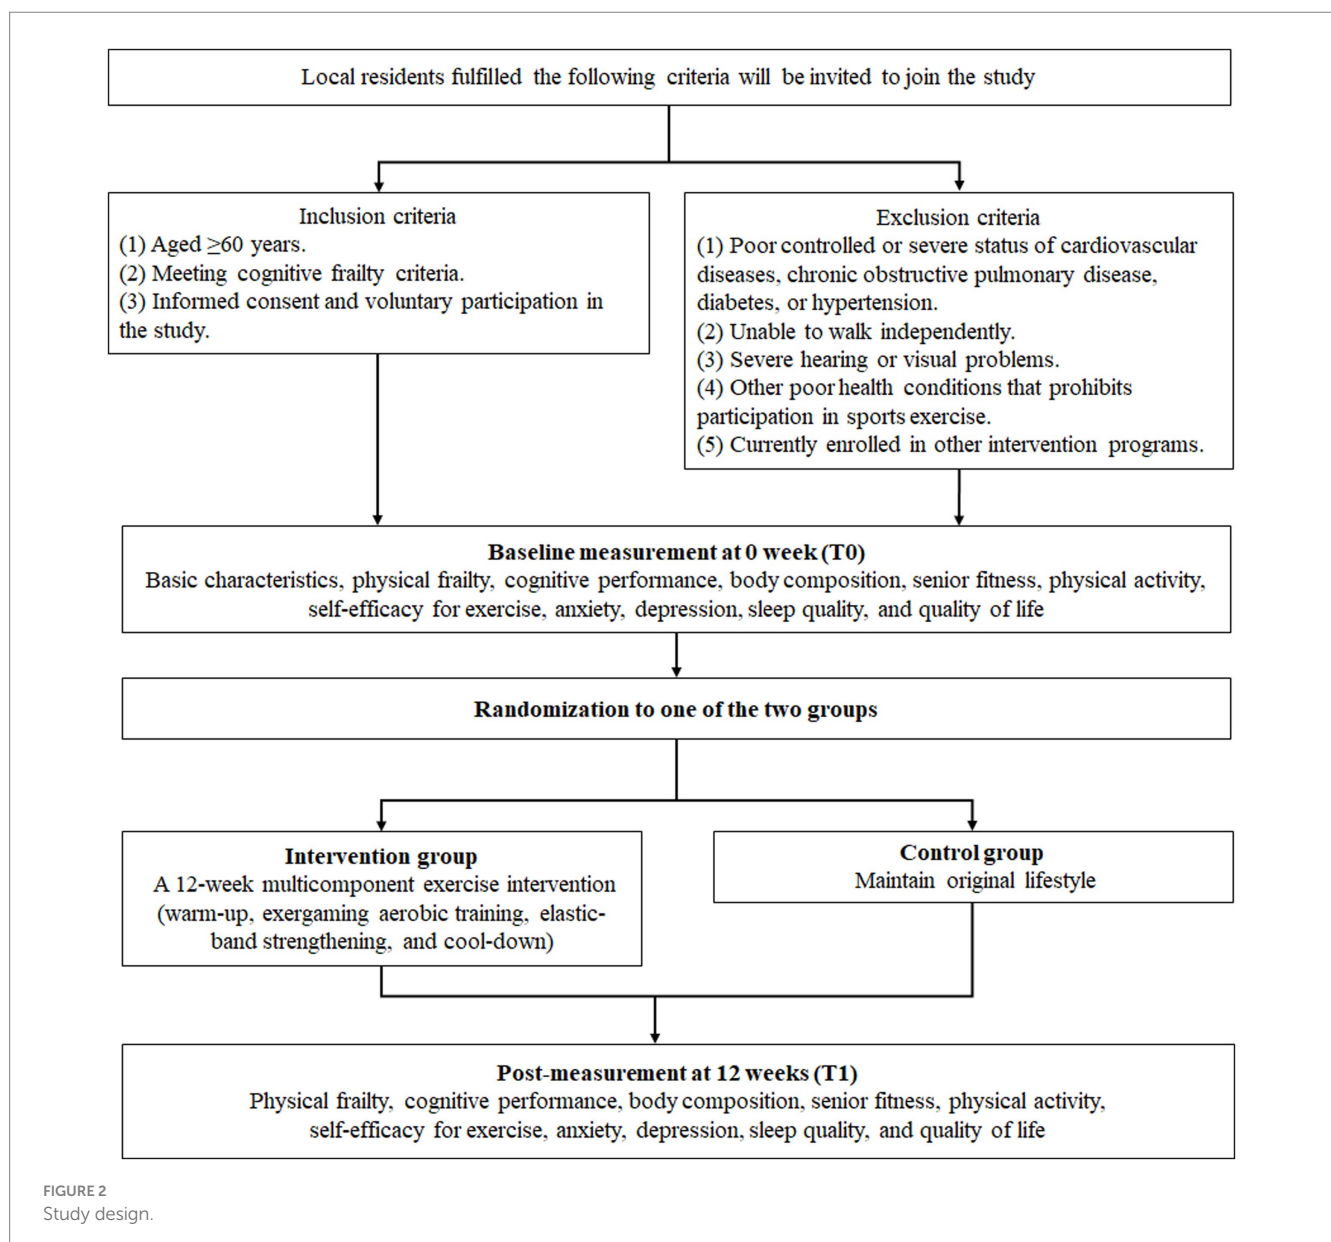 Local residents fulfilled the following criteria will be invited to join the study
Inclusion criteria
(1) Aged ≥60 years.
(2) Meeting cognitive frailty criteria.
(3) Informed consent and voluntary participation in
the study.
Exclusion criteria
(1) Poor controlled or severe status of cardiovascular
diseases, chronic obstructive pulmonary disease,
diabetes, or hypertension.
(2) Unable to walk independently.
(3) Severe hearing or visual problems.
(4) Other poor health conditions that prohibits
participation in sports exercise.
(5) Currently enrolled in other intervention programs.
Baseline measurement at 0 week (T0)
Basic characteristics, physical frailty, cognitive performance, body composition, senior fitness, physical activity,
self-efficacy for exercise, anxiety, depression, sleep quality, and quality of life
Randomization to one of the two groups
Intervention group
A 12-week multicomponent exercise intervention
(warm-up, exergaming aerobic training, elastic-
band strengthening, and cool-down)
Control group
Maintain original lifestyle
Post-measurement at 12 weeks (T1)
Physical frailty, cognitive performance, body composition, senior fitness, physical activity,
self-efficacy for exercise, anxiety, depression, sleep quality, and quality of life
FIGURE 2
Study design.